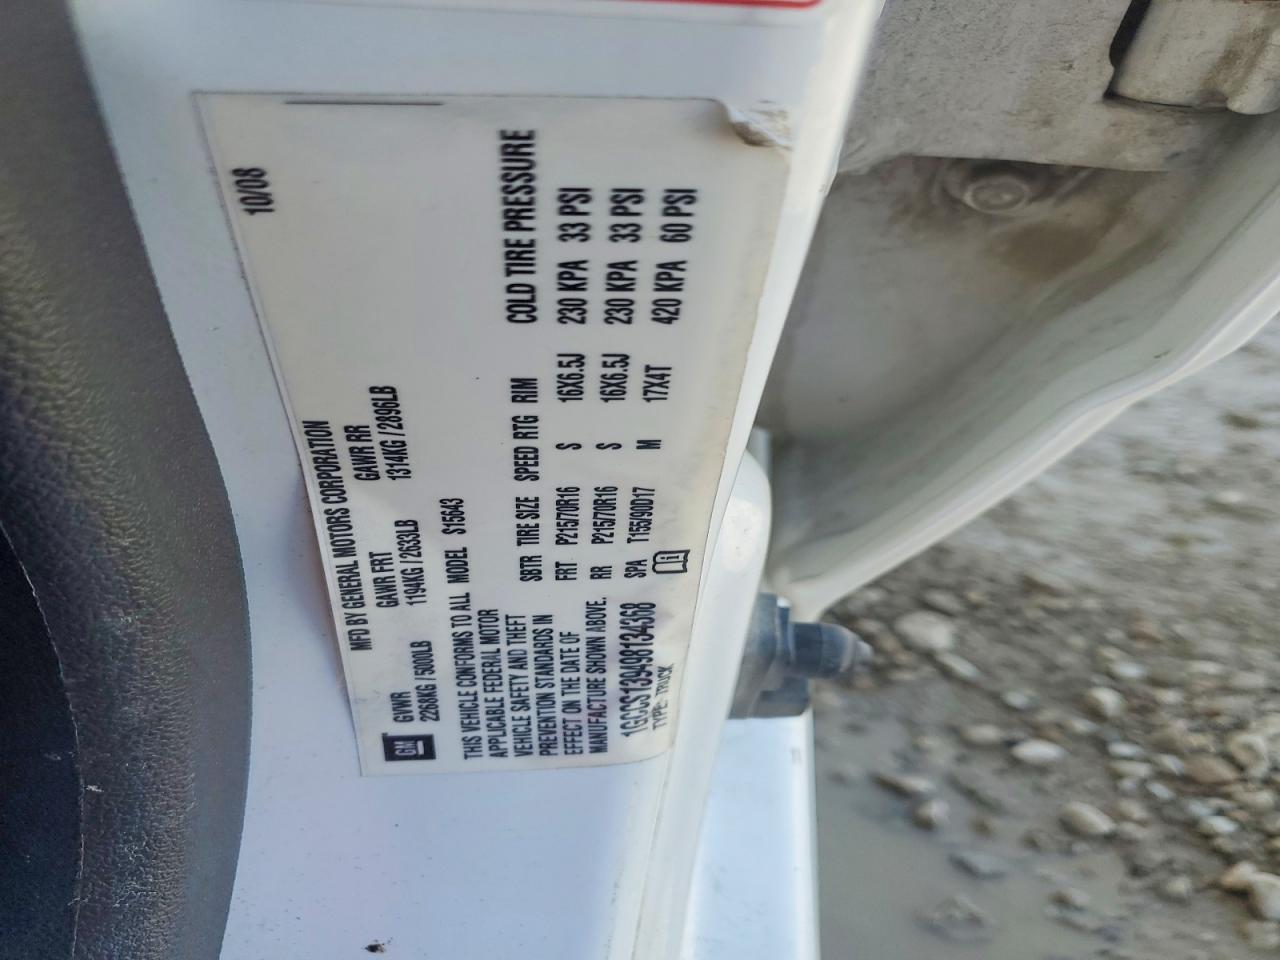 MFD BY GENERAL MOTORS CORPORATION 10/08
GM GVWR GAWR FRT GAWR RR
2268KG / 5000LB 1194KG / 2633LB 1314KG / 2896LB
THIS VEHICLE CONFORMS TO ALL MODEL S15643
APPLICABLE FEDERAL MOTOR
VEHICLE SAFETY AND THEFT
PREVENTION STANDARDS IN
EFFECT ON THE DATE OF
MANUFACTURE SHOWN ABOVE.
SBTR TIRE SIZE SPEED RTG RIM COLD TIRE PRESSURE
FRT P215/70R16 S 16X6.5J 230 KPA 33 PSI
RR P215/70R16 S 16X6.5J 230 KPA 33 PSI
SPA T155/90D17 M 17X4T 420 KPA 60 PSI
1GCCS139498134368
TYPE: TRUCK